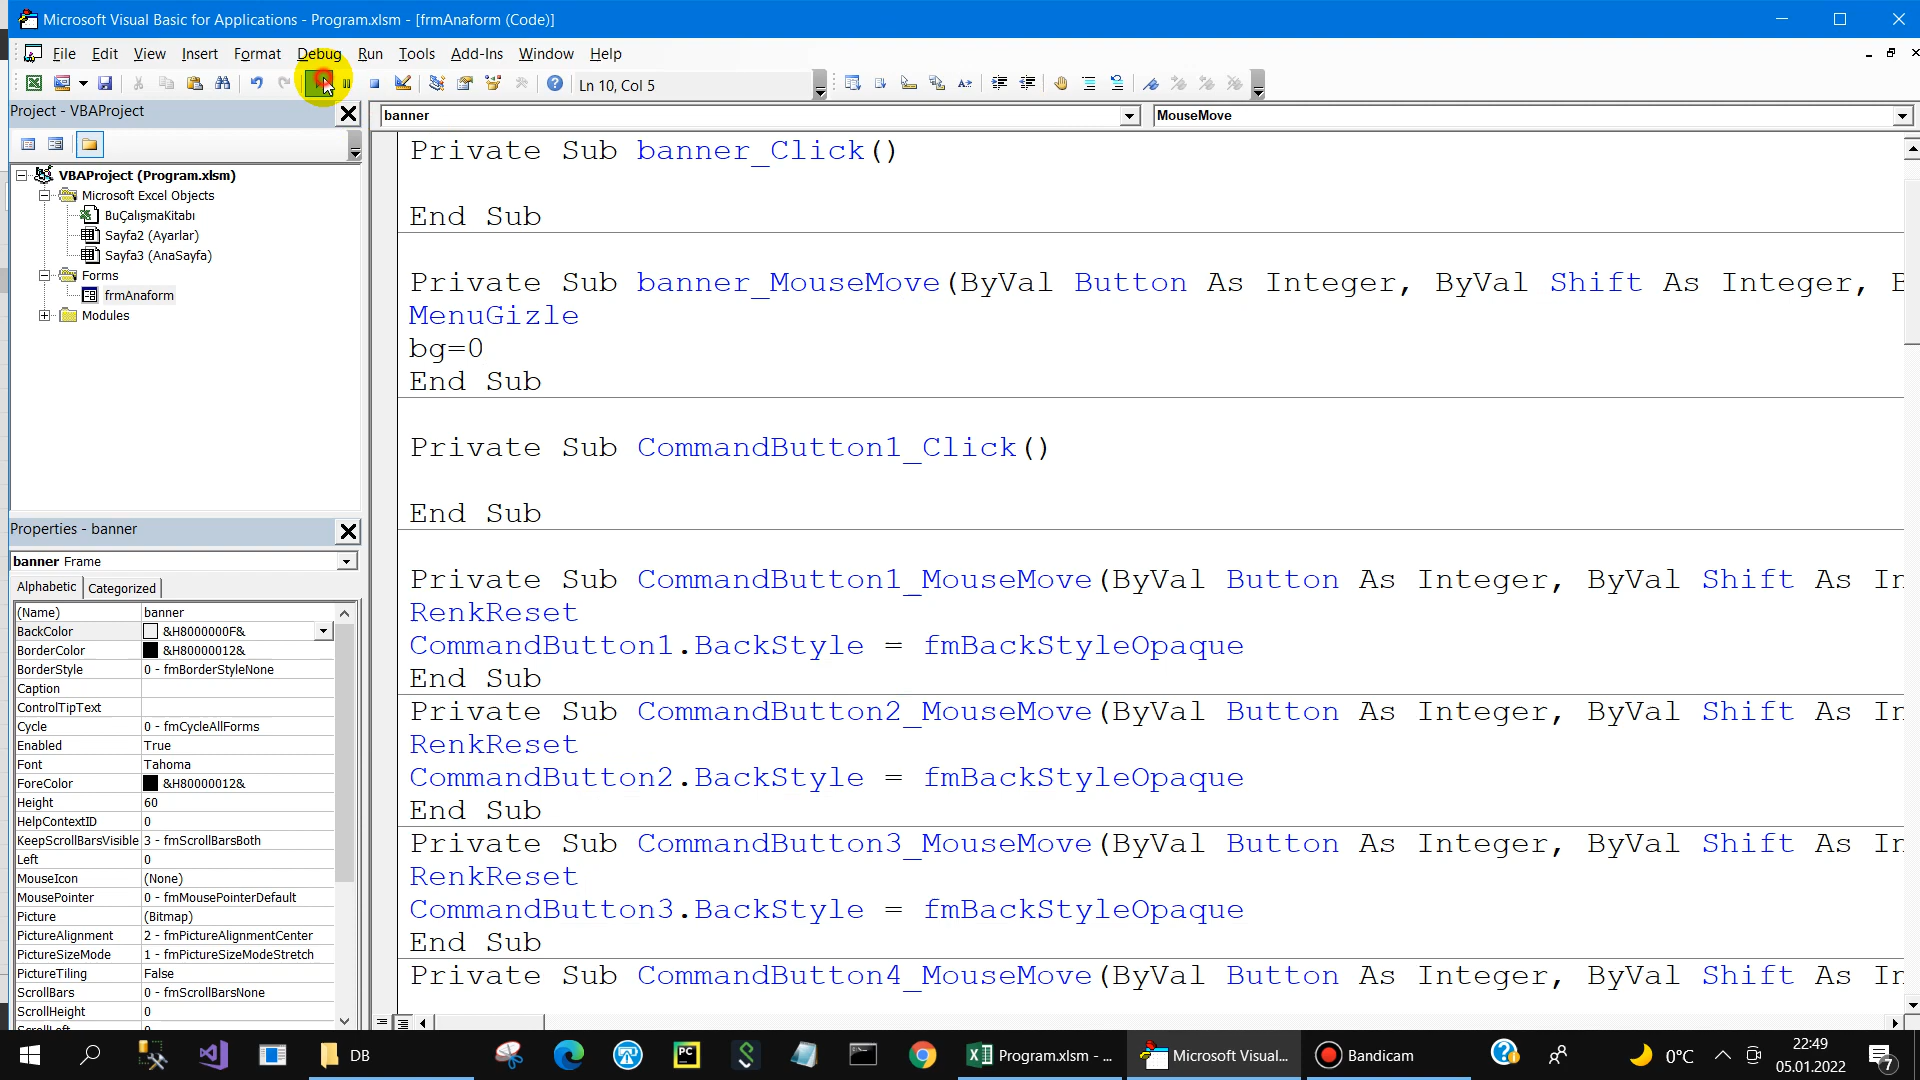 Microsoft Visual Basic for Applications - Program.xlsm - [frmAnaform (Code)]
File Edit View Insert Format Debug Run Tools Add-Ins Window Help
Ln 10, Col 5
Project - VBAProject
banner
MouseMove
VBAProject (Program.xlsm)
Microsoft Excel Objects
BuÇalışmaKitabı
Sayfa2 (Ayarlar)
Sayfa3 (AnaSayfa)
Forms
frmAnaform
Modules
Properties - banner
banner Frame
Alphabetic Categorized
(Name) banner
BackColor &H8000000F&
BorderColor &H80000012&
BorderStyle 0 - fmBorderStyleNone
Caption
ControlTipText
Cycle 0 - fmCycleAllForms
Enabled True
Font Tahoma
ForeColor &H80000012&
Height 60
HelpContextID 0
KeepScrollBarsVisible 3 - fmScrollBarsBoth
Left 0
MouseIcon (None)
MousePointer 0 - fmMousePointerDefault
Picture (Bitmap)
PictureAlignment 2 - fmPictureAlignmentCenter
PictureSizeMode 1 - fmPictureSizeModeStretch
PictureTiling False
ScrollBars 0 - fmScrollBarsNone
ScrollHeight 0
Private Sub banner_Click()
End Sub
Private Sub banner_MouseMove(ByVal Button As Integer, ByVal Shift As Integer, B
MenuGizle
bg=0
End Sub
Private Sub CommandButton1_Click()
End Sub
Private Sub CommandButton1_MouseMove(ByVal Button As Integer, ByVal Shift As In
RenkReset
CommandButton1.BackStyle = fmBackStyleOpaque
End Sub
Private Sub CommandButton2_MouseMove(ByVal Button As Integer, ByVal Shift As In
RenkReset
CommandButton2.BackStyle = fmBackStyleOpaque
End Sub
Private Sub CommandButton3_MouseMove(ByVal Button As Integer, ByVal Shift As In
RenkReset
CommandButton3.BackStyle = fmBackStyleOpaque
End Sub
Private Sub CommandButton4_MouseMove(ByVal Button As Integer, ByVal Shift As In
DB
PC
Program.xlsm - ...
Microsoft Visual...
Bandicam
0°C
22:49
05.01.2022
7